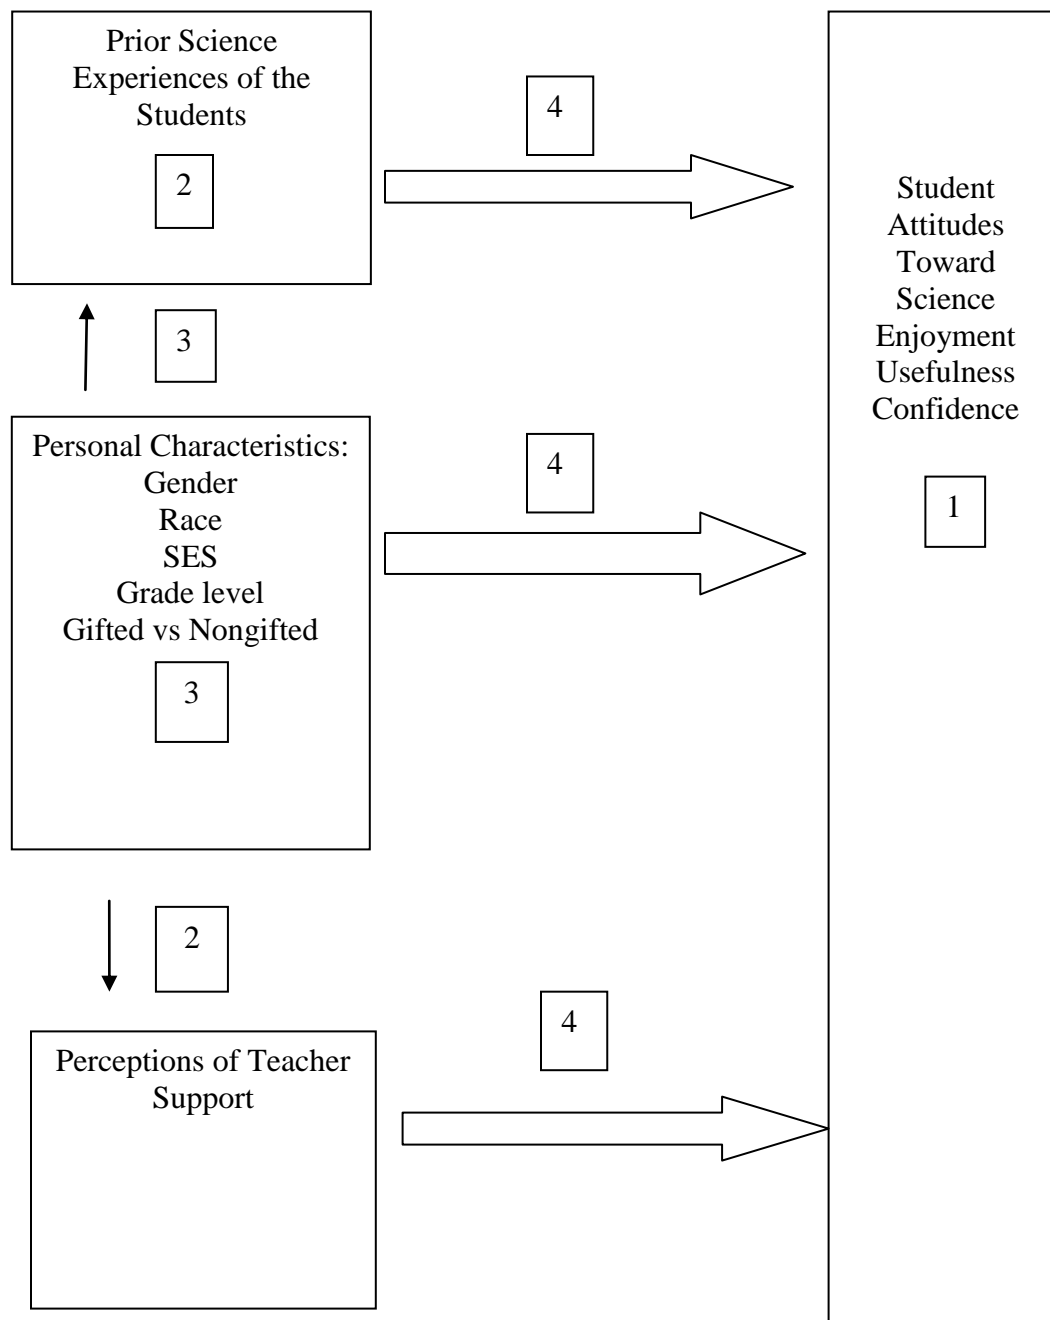 Prior Science
Experiences of the
Students
2
4
3
Personal Characteristics:
Gender
Race
SES
Grade level
Gifted vs Nongifted
3
4
2
Perceptions of Teacher
Support
4
Student
Attitudes
Toward
Science
Enjoyment
Usefulness
Confidence
1